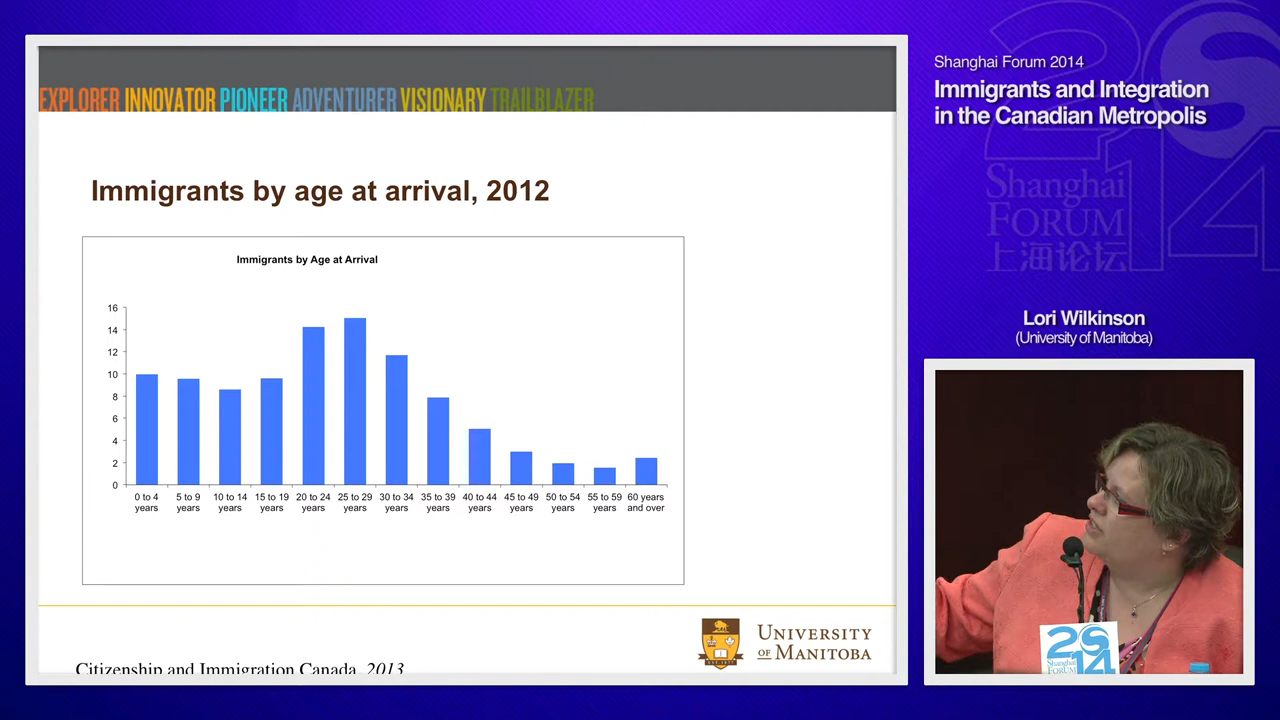 EXPLORER INNOVATOR PIONEER ADVENTURER VISIONARY TRAILBLAZER
Immigrants by age at arrival, 2012
Immigrants by Age at Arrival
16
14
12
10
8
6
4
2
0
0 to 4 years
5 to 9 years
10 to 14 years
15 to 19 years
20 to 24 years
25 to 29 years
30 to 34 years
35 to 39 years
40 to 44 years
45 to 49 years
50 to 54 years
55 to 59 years
60 years and over
Citizenship and Immigration Canada, 2013
UNIVERSITY
OF MANITOBA
Shanghai Forum 2014
Immigrants and Integration
in the Canadian Metropolis
2S
14
Shanghai
FORUM
上海论坛
Lori Wilkinson
(University of Manitoba)
2S
Shanghai
FORUM 14